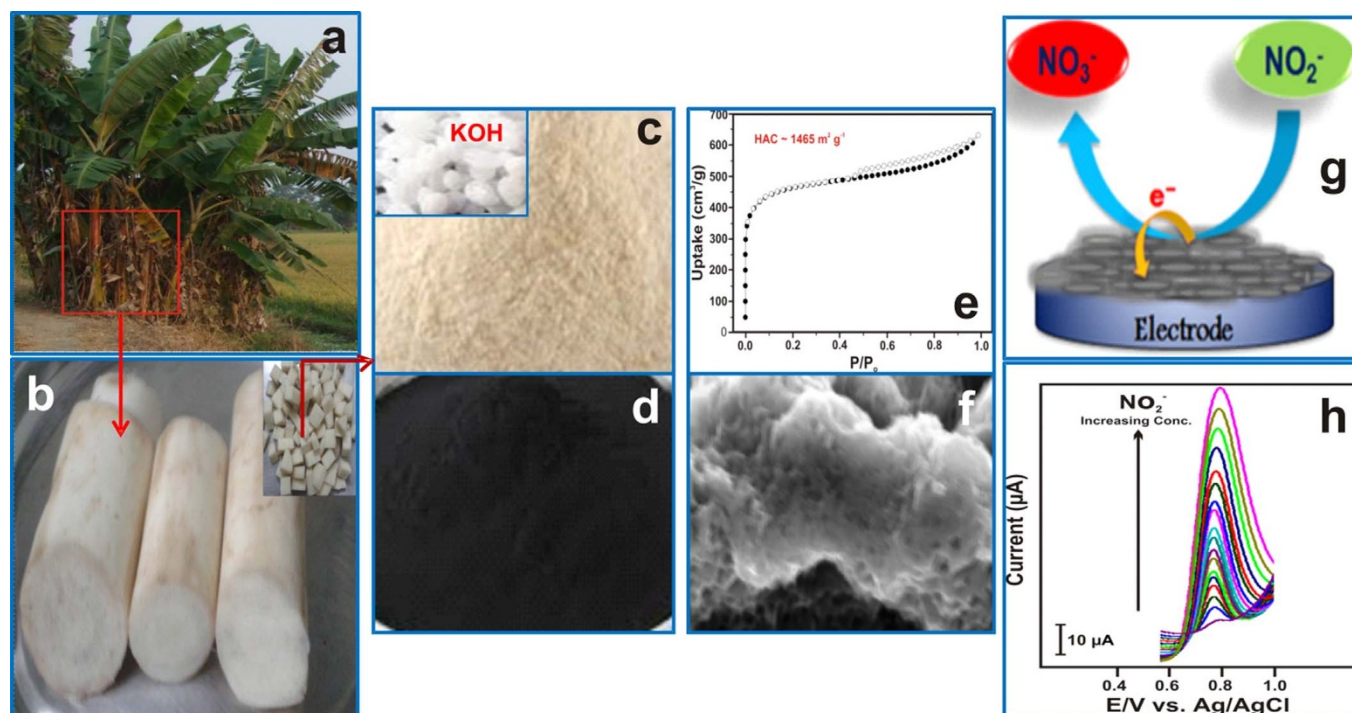 a
b
KOH
c
d
HAC ~ 1465 m² g⁻¹
Uptake (cm³/g)
700
600
500
400
300
200
100
0
0.0 0.2 0.4 0.6 0.8 1.0
P/P₀
e
f
NO₃⁻
NO₂⁻
e⁻
g
Electrode
NO₂⁻
Increasing Conc.
h
Current (µA)
10 µA
0.4 0.6 0.8 1.0
E/V vs. Ag/AgCl